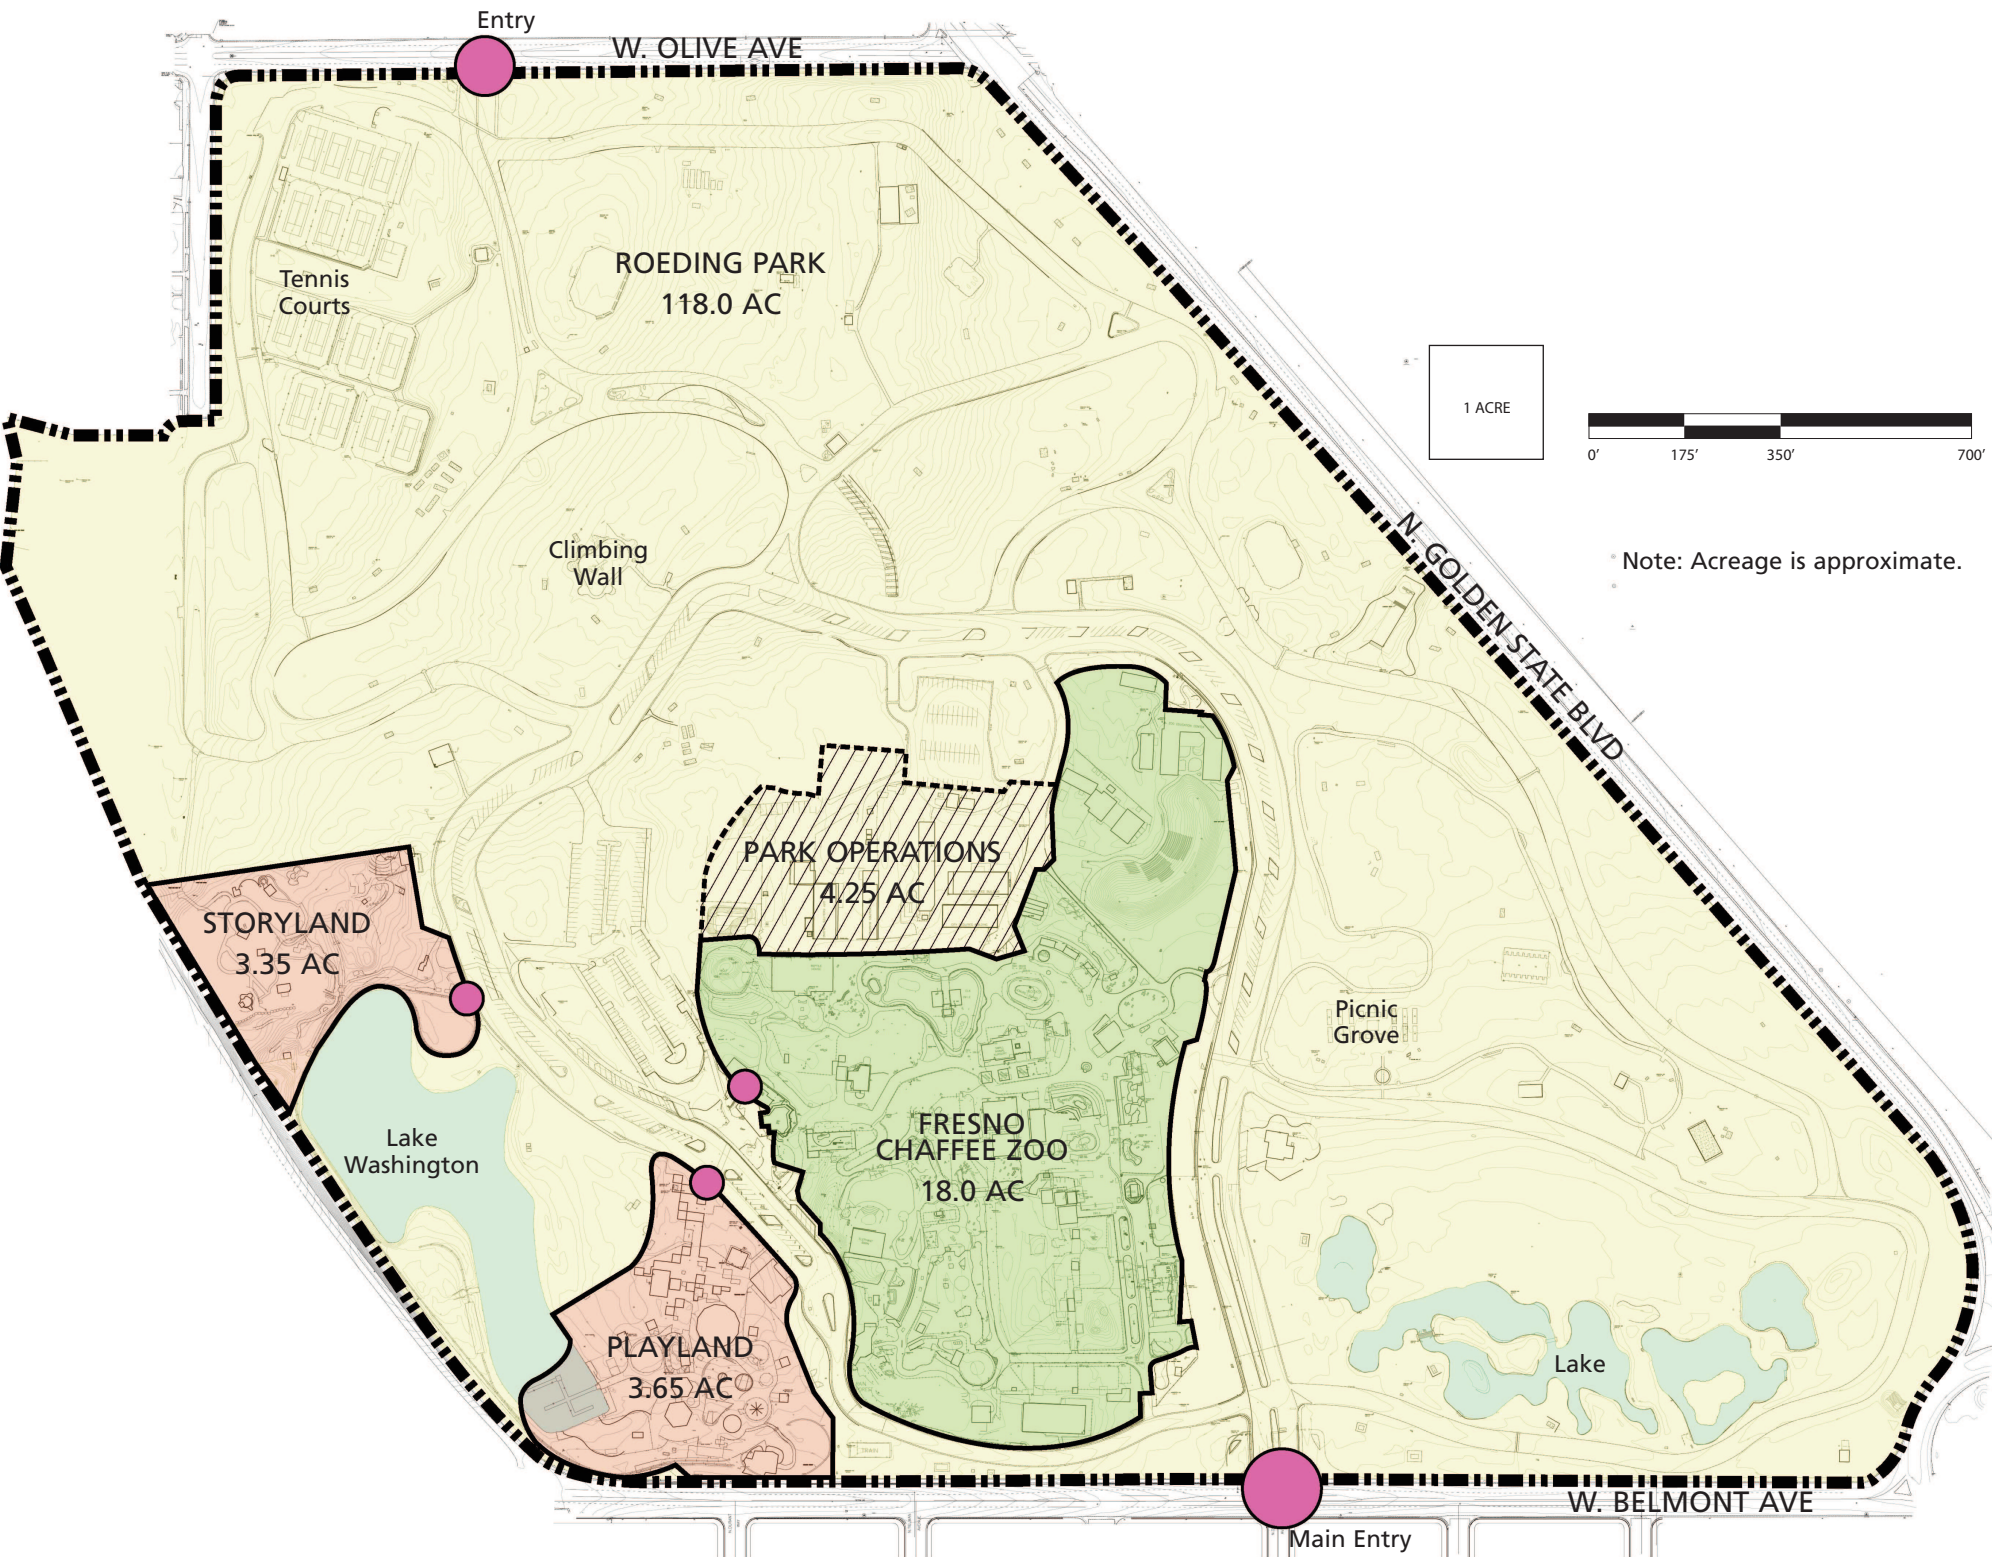 Entry
W. OLIVE AVE
ROEDING PARK
118.0 AC
Tennis
Courts
1 ACRE
0'
175'
350'
700'
Note: Acreage is approximate.
N. GOLDEN STATE BLVD
Climbing
Wall
PARK OPERATIONS
4.25 AC
STORYLAND
3.35 AC
Picnic
Grove
Lake
Washington
FRESNO
CHAFFEE ZOO
18.0 AC
PLAYLAND
3.65 AC
Lake
W. BELMONT AVE
Main Entry